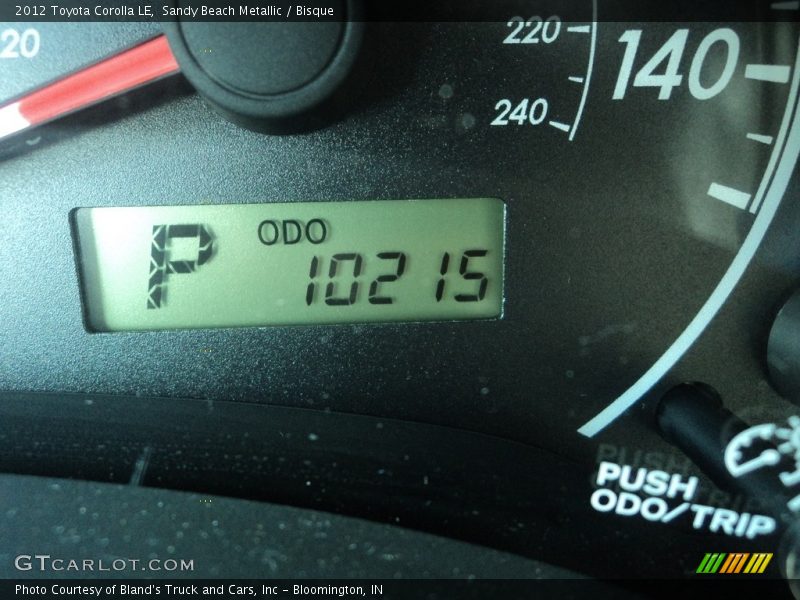 2012 Toyota Corolla LE, Sandy Beach Metallic / Bisque
20
220
140
240
P
ODO
10215
PUSH
ODO/TRIP
GTCARLOT.COM
Photo Courtesy of Bland's Truck and Cars, Inc - Bloomington, IN